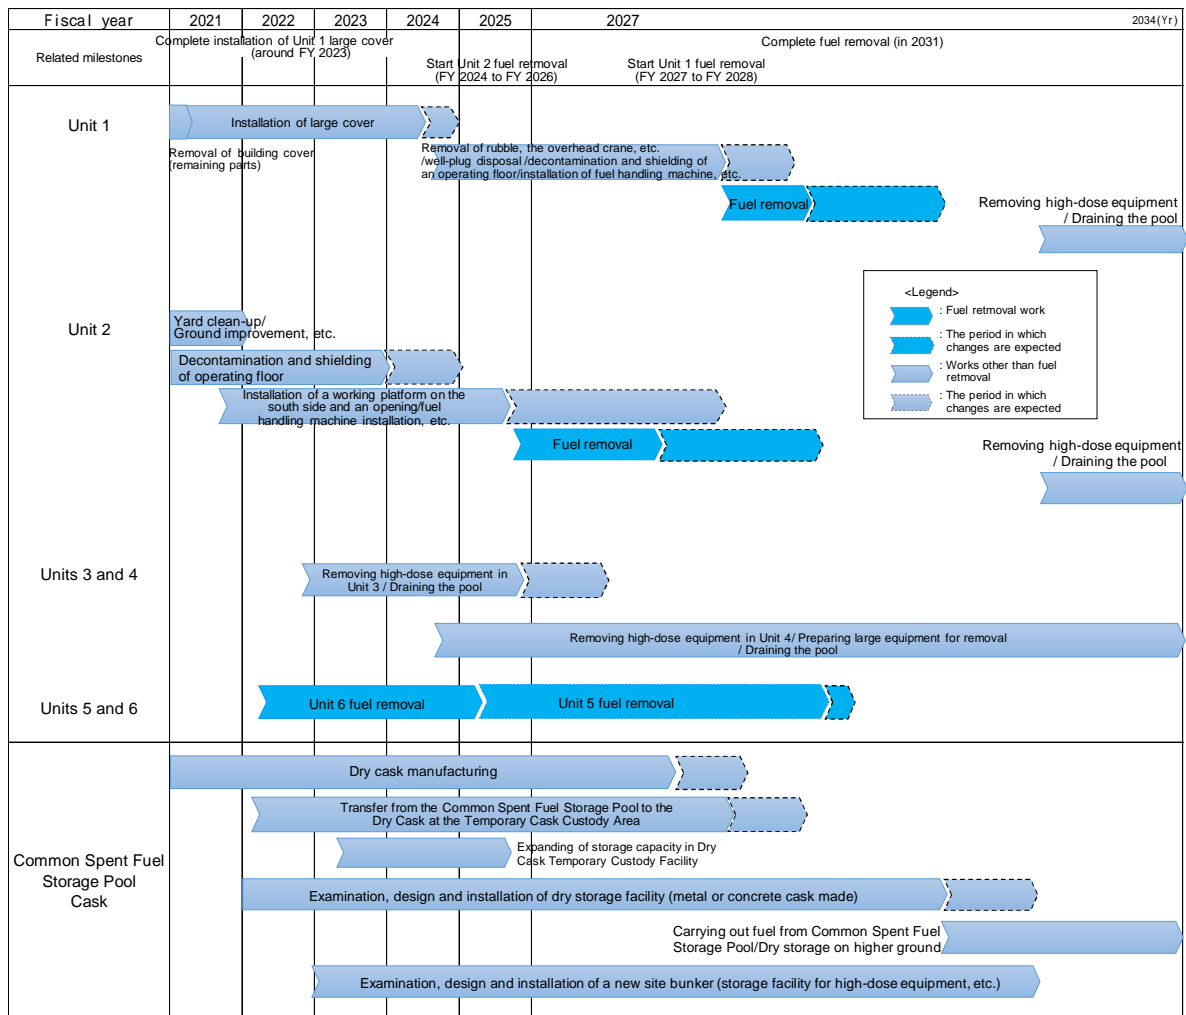 Fiscal year 2021 2022 2023 2024 2025 2027 2034(Yr)
Related milestones
Complete installation of Unit 1 large cover
(around FY 2023)
Start Unit 2 fuel retmoval
(FY 2024 to FY 2026)
Start Unit 1 fuel removal
(FY 2027 to FY 2028)
Complete fuel removal (in 2031)
Unit 1
Installation of large cover
Removal of building cover
(remaining parts)
Removal of rubble, the overhead crane, etc.
/well-plug disposal /decontamination and shielding of
an operating floor/installation of fuel handling machine, etc.
Fuel removal
Removing high-dose equipment
/ Draining the pool
<Legend>
: Fuel retmoval work
: The period in which
changes are expected
: Works other than fuel
retmoval
: The period in which
changes are expected
Unit 2
Yard clean-up/
Ground improvement, etc.
Decontamination and shielding
of operating floor
Installation of a working platform on the
south side and an opening/fuel
handling machine installation, etc.
Fuel removal
Removing high-dose equipment
/ Draining the pool
Units 3 and 4
Removing high-dose equipment in
Unit 3 / Draining the pool
Removing high-dose equipment in Unit 4/ Preparing large equipment for removal
/ Draining the pool
Units 5 and 6
Unit 6 fuel removal
Unit 5 fuel removal
Common Spent Fuel
Storage Pool
Cask
Dry cask manufacturing
Transfer from the Common Spent Fuel Storage Pool to the
Dry Cask at the Temporary Cask Custody Area
Expanding of storage capacity in Dry
Cask Temporary Custody Facility
Examination, design and installation of dry storage facility (metal or concrete cask made)
Carrying out fuel from Common Spent Fuel
Storage Pool/Dry storage on higher ground
Examination, design and installation of a new site bunker (storage facility for high-dose equipment, etc.)